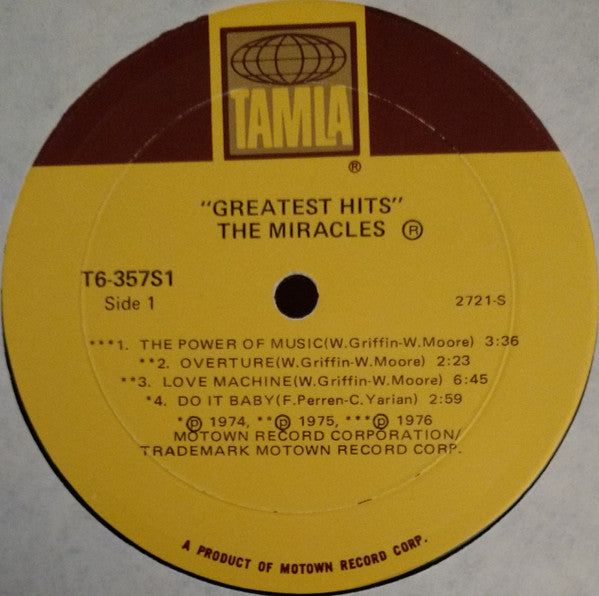 TAMLA
®
"GREATEST HITS"
THE MIRACLES Ⓡ
T6-357S1
Side 1
2721-S
***1. THE POWER OF MUSIC(W.Griffin-W.Moore) 3:36
**2. OVERTURE(W.Griffin-W.Moore) 2:23
**3. LOVE MACHINE(W.Griffin-W.Moore) 6:45
*4. DO IT BABY(F.Perren-C.Yarian) 2:59
*℗ 1974, **℗ 1975, ***℗ 1976
MOTOWN RECORD CORPORATION/
TRADEMARK MOTOWN RECORD CORP.
A PRODUCT OF MOTOWN RECORD CORP.